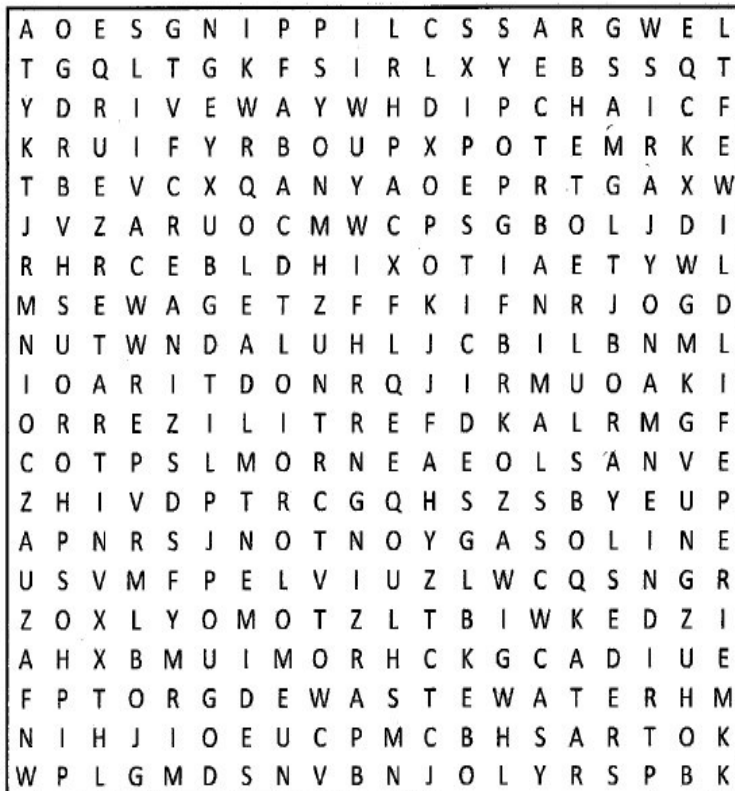 A O E S G N I P P I L C S S A R G W E L
T G Q L T G K F S I R L X Y E B S S Q T
Y D R I V E W A Y W H D I P C H A I C F
K R U I F Y R B O U P X P O T E M R K E
T B E V C X Q A N Y A O E P R T G A X W
J V Z A R U O C M W C P S G B O L J D I
R H R C E B L D H I X O T I A E T Y W L
M S E W A G E T Z F F K I F N R J O G D
N U T W N D A L U H L J C B I L B N M L
I O A R I T D O N R Q J I R M U O A K I
O R R E Z I L I T R E F D K A L R M G F
C O T P S L M O R N E A E O L S A N V E
Z H I V D P T R C G Q H S Z S B Y E U P
A P N R S J N O T N O Y G A S O L I N E
U S V M F P E L V I U Z L W C Q S N G R
Z O X L Y O M O T Z L T B I W K E D Z I
A H X B M U I M O R H C K G C A D I U E
F P T O R G D E W A S T E W A T E R H M
N I H J I O E U C P M C B H S A R T O K
W P L G M D S N V B N J O L Y R S P B K